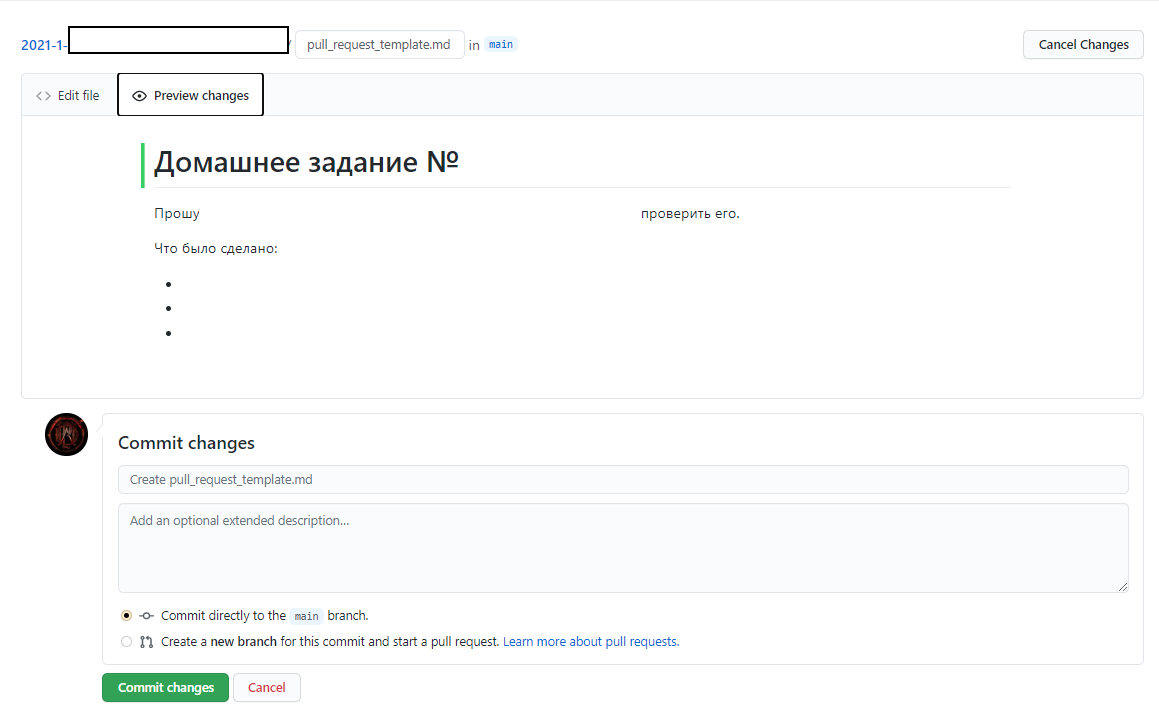 2021-1- / pull_request_template.md in main Cancel Changes
Edit file Preview changes
Домашнее задание №
Прошу проверить его.
Что было сделано:
Commit changes
Create pull_request_template.md
Add an optional extended description...
Commit directly to the main branch.
Create a new branch for this commit and start a pull request. Learn more about pull requests.
Commit changes Cancel